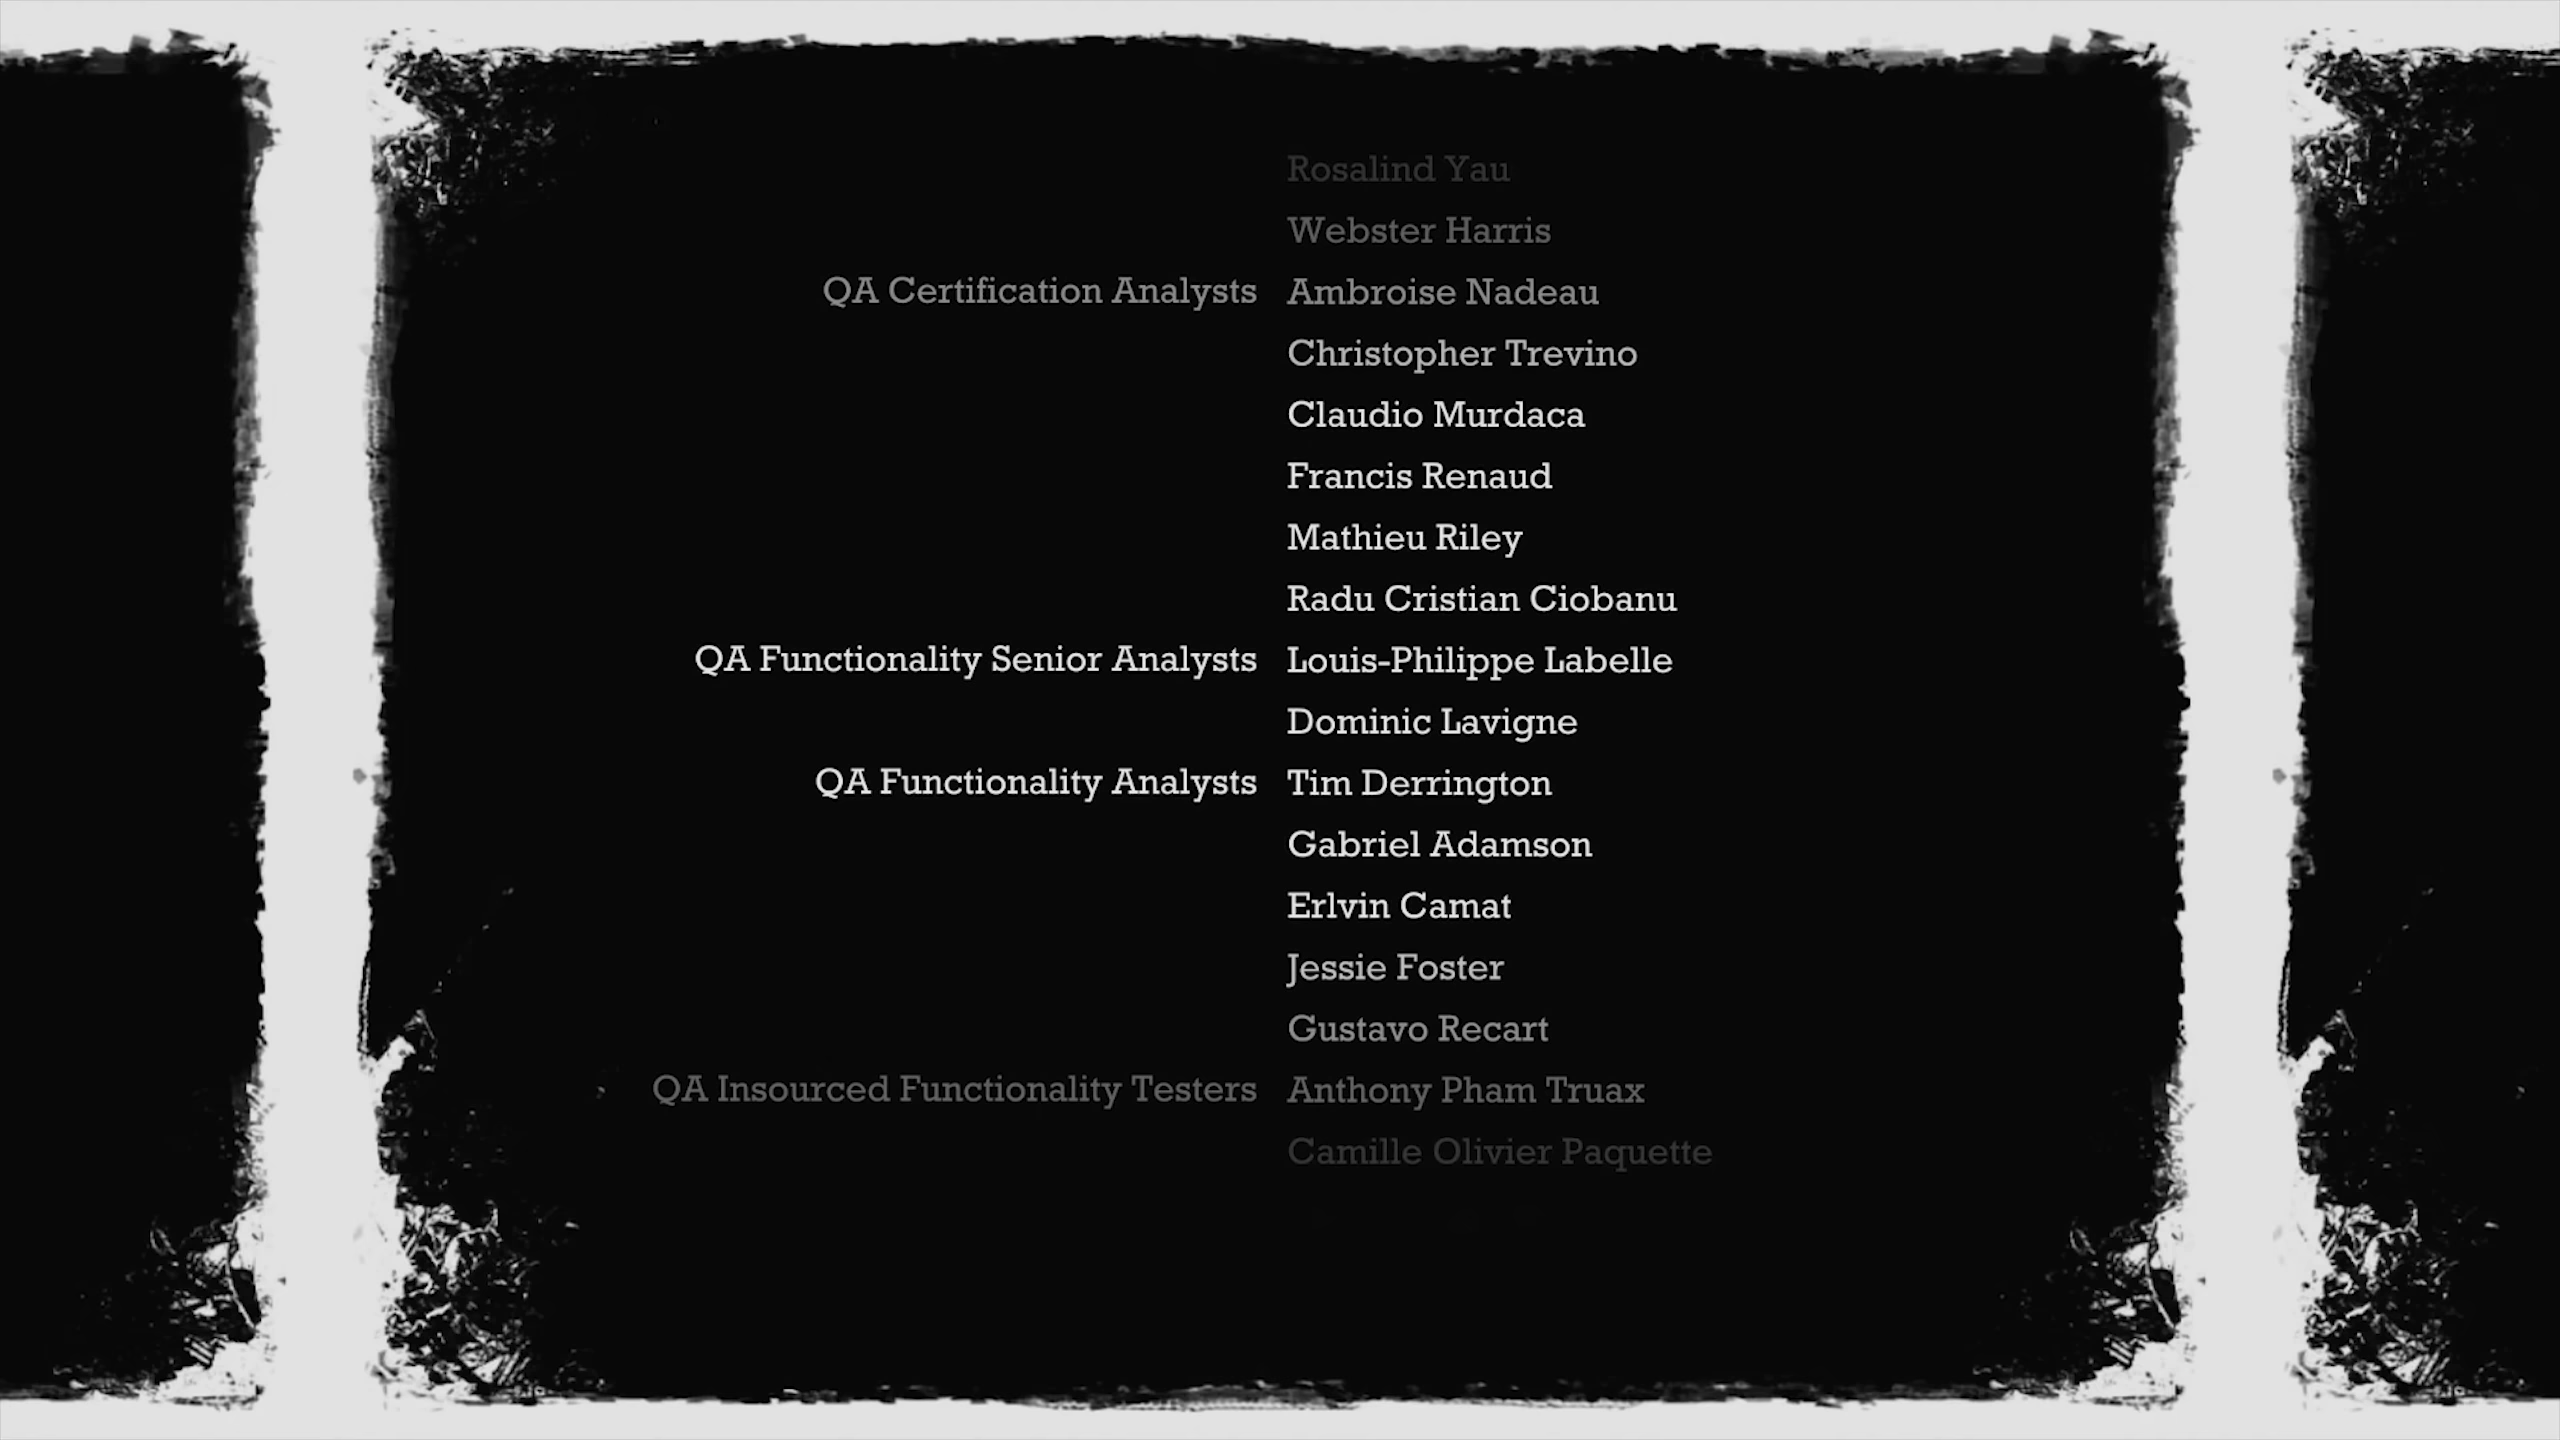 Rosalind Yau
Webster Harris
QA Certification Analysts Ambroise Nadeau
Christopher Trevino
Claudio Murdaca
Francis Renaud
Mathieu Riley
Radu Cristian Ciobanu
QA Functionality Senior Analysts Louis-Philippe Labelle
Dominic Lavigne
QA Functionality Analysts Tim Derrington
Gabriel Adamson
Erlvin Camat
Jessie Foster
Gustavo Recart
QA Insourced Functionality Testers Anthony Pham Truax
Camille Olivier Paquette